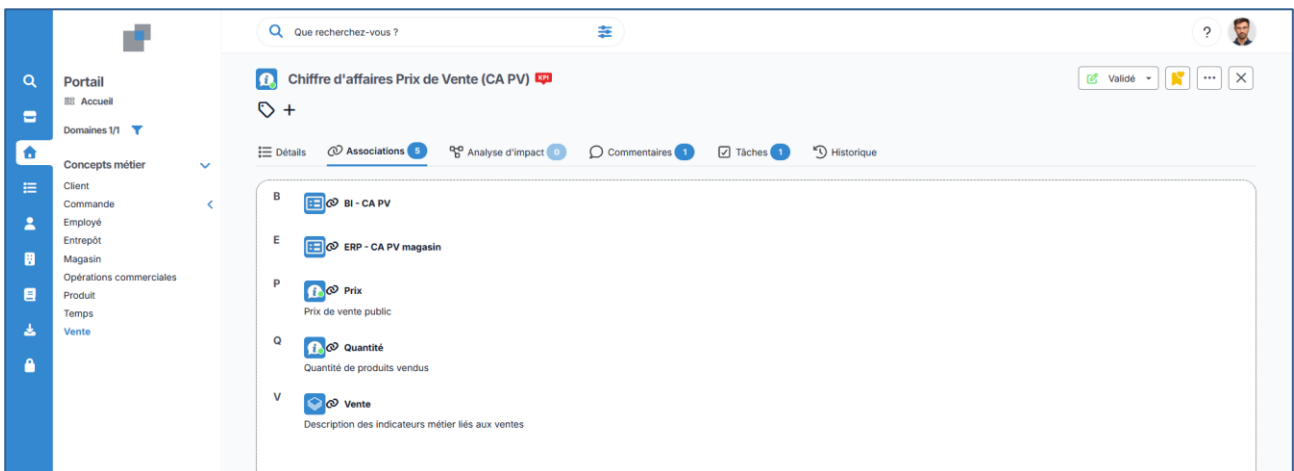 Que recherchez-vous ?
?
Portail
Accueil
Domaines 1/1
Concepts métier
Client
Commande
Employé
Entrepôt
Magasin
Opérations commerciales
Produit
Temps
Vente
Chiffre d'affaires Prix de Vente (CA PV) KPI
Validé
Détails
Associations 5
Analyse d'impact 0
Commentaires 1
Tâches 1
Historique
B
BI - CA PV
E
ERP - CA PV magasin
P
Prix
Prix de vente public
Q
Quantité
Quantité de produits vendus
V
Vente
Description des indicateurs métier liés aux ventes